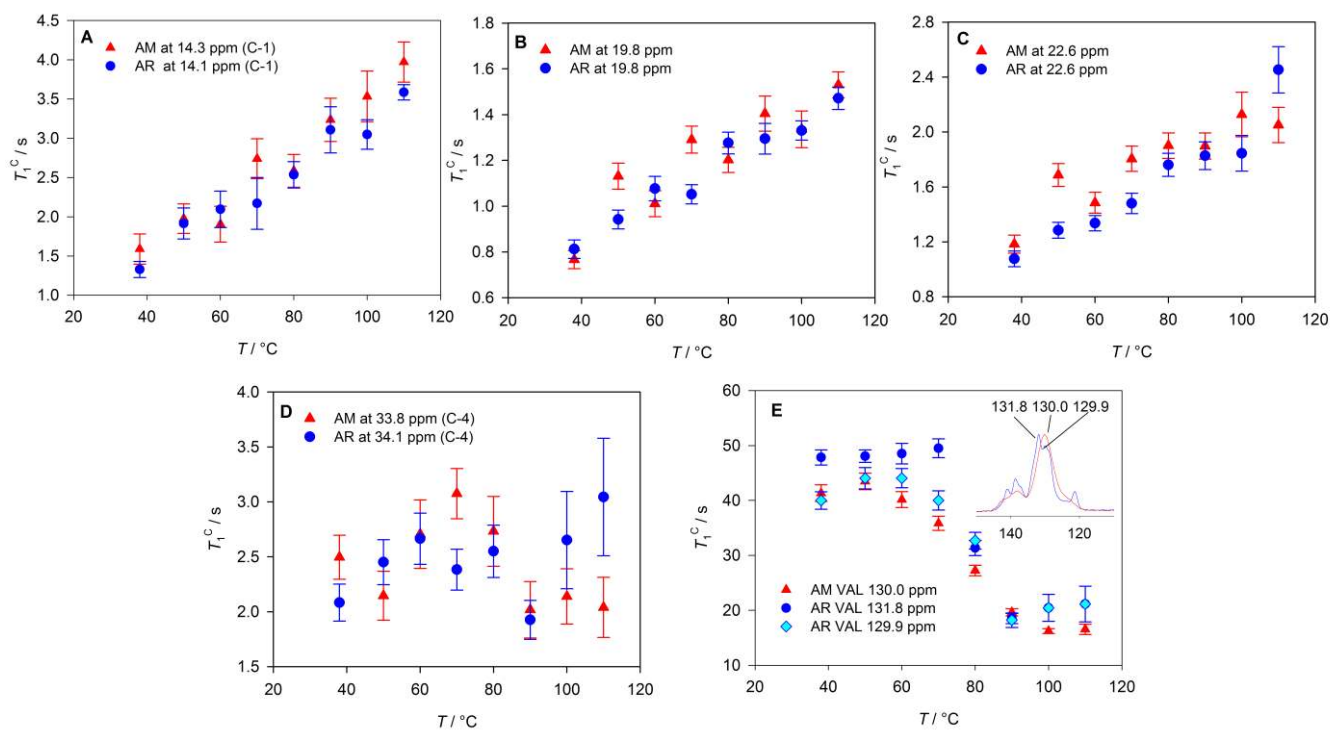 A
AM at 14.3 ppm (C-1)
AR at 14.1 ppm (C-1)
4.5
4.0
3.5
3.0
2.5
2.0
1.5
1.0
T₁ᶜ / s
20 40 60 80 100 120
T / °C
B
AM at 19.8 ppm
AR at 19.8 ppm
1.8
1.6
1.4
1.2
1.0
0.8
0.6
T₁ᶜ / s
20 40 60 80 100 120
T / °C
C
AM at 22.6 ppm
AR at 22.6 ppm
2.8
2.4
2.0
1.6
1.2
0.8
T₁ᶜ / s
20 40 60 80 100 120
T / °C
D
AM at 33.8 ppm (C-4)
AR at 34.1 ppm (C-4)
4.0
3.5
3.0
2.5
2.0
1.5
T₁ᶜ / s
20 40 60 80 100 120
T / °C
E
131.8 130.0 129.9
140 120
AM VAL 130.0 ppm
AR VAL 131.8 ppm
AR VAL 129.9 ppm
60
50
40
30
20
10
T₁ᶜ / s
20 40 60 80 100 120
T / °C